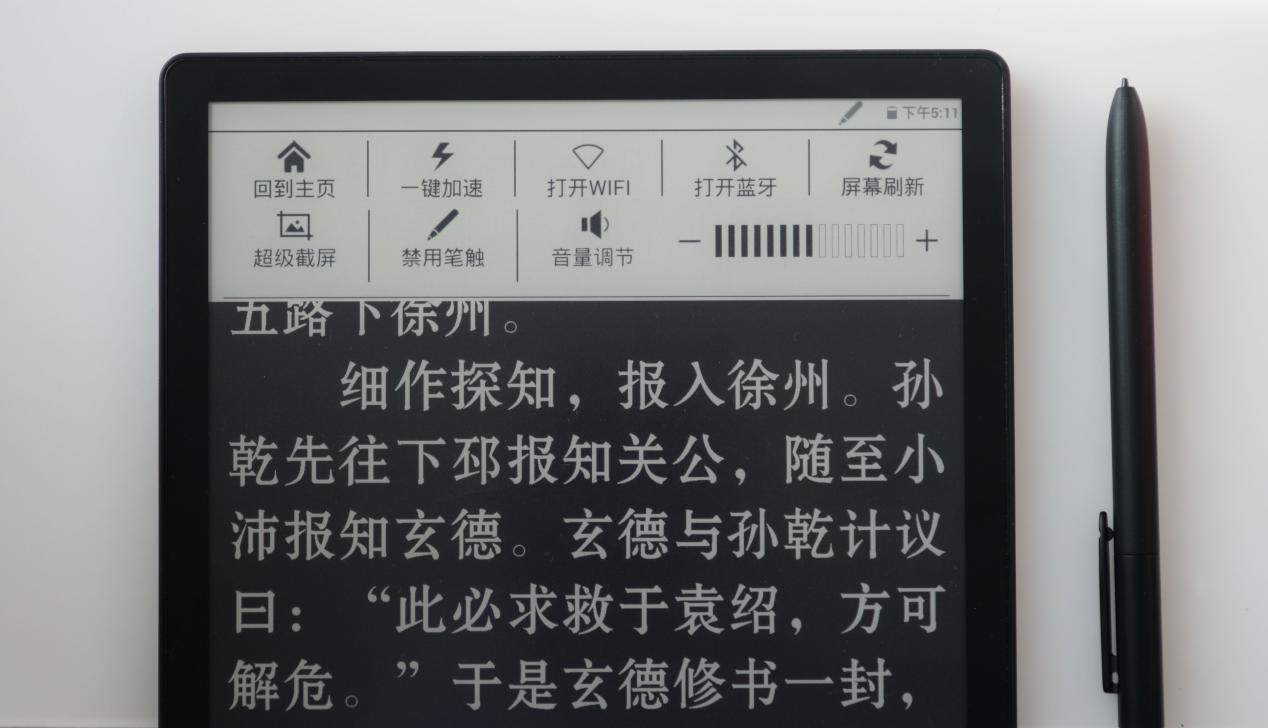 下午5:11
回到主页 一键加速 打开WIFI 打开蓝牙 屏幕刷新
超级截屏 禁用笔触 音量调节 — +
五路下徐州。
细作探知，报入徐州。孙
乾先往下邳报知关公，随至小
沛报知玄德。玄德与孙乾计议
曰：“此必求救于袁绍，方可
解危。”于是玄德修书一封，